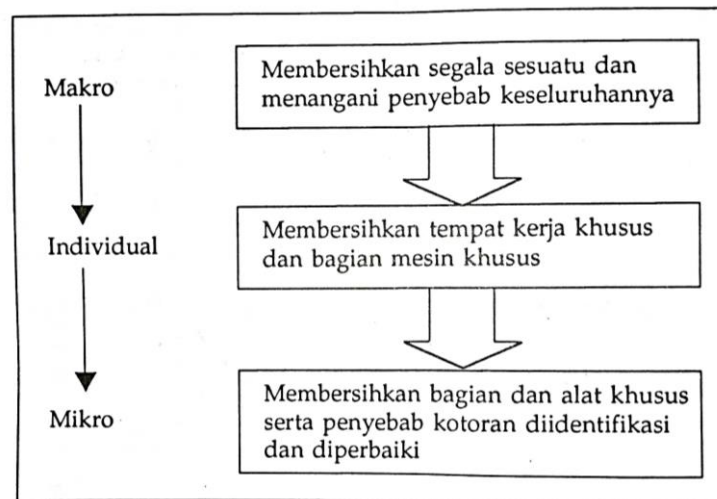 Makro
Membersihkan segala sesuatu dan
menangani penyebab keseluruhannya
Individual
Membersihkan tempat kerja khusus
dan bagian mesin khusus
Mikro
Membersihkan bagian dan alat khusus
serta penyebab kotoran diidentifikasi
dan diperbaiki